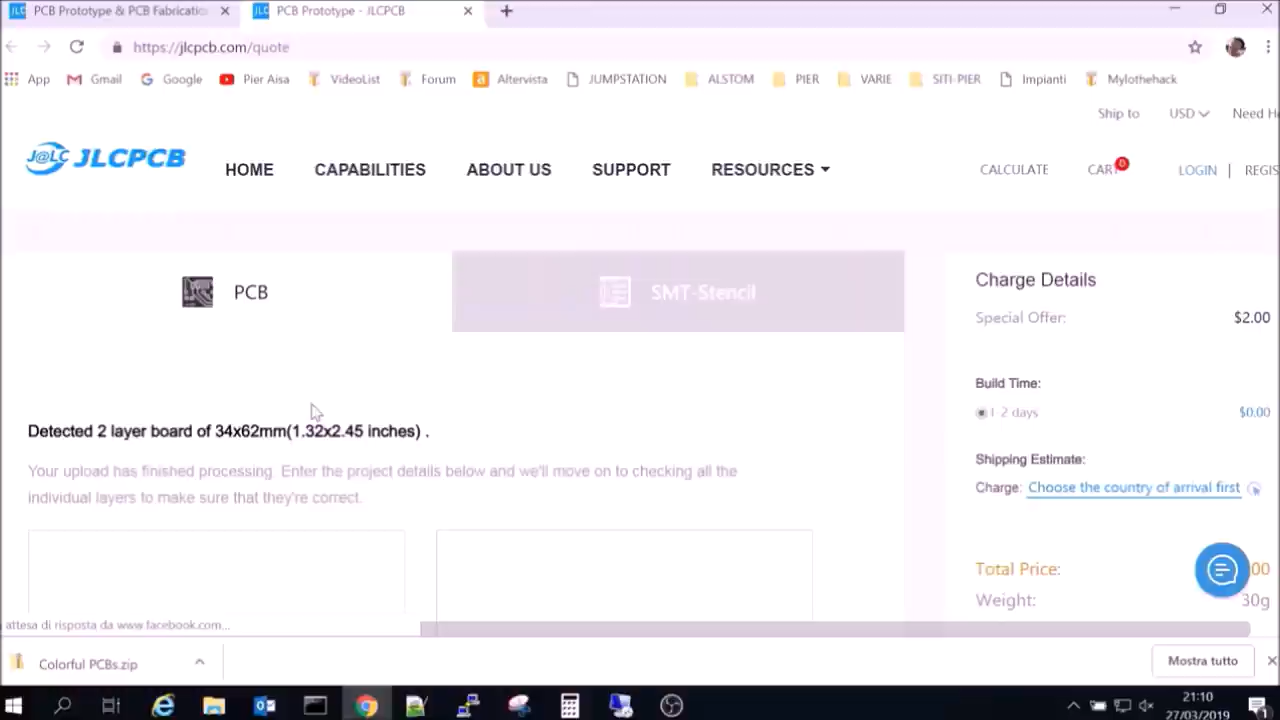 PCB Prototype & PCB Fabricatio
PCB Prototype - JLCPCB
https://jlcpcb.com/quote
App
Gmail
Google
Pier Aisa
VideoList
Forum
Altervista
JUMPSTATION
ALSTOM
PIER
VARIE
SITI-PIER
Impianti
Mylothehack
Ship to
USD
Need He
J@LC JLCPCB
HOME
CAPABILITIES
ABOUT US
SUPPORT
RESOURCES
CALCULATE
CART
0
LOGIN | REGIS
PCB
SMT-Stencil
Charge Details
Special Offer:
$2.00
Build Time:
1-2 days
$0.00
Shipping Estimate:
Charge: Choose the country of arrival first
Detected 2 layer board of 34x62mm(1.32x2.45 inches) .
Your upload has finished processing. Enter the project details below and we'll move on to checking all the
individual layers to make sure that they're correct.
Total Price:
00
Weight:
30g
attesa di risposta da www.facebook.com...
Colorful PCBs.zip
Mostra tutto
21:10
27/03/2019
1